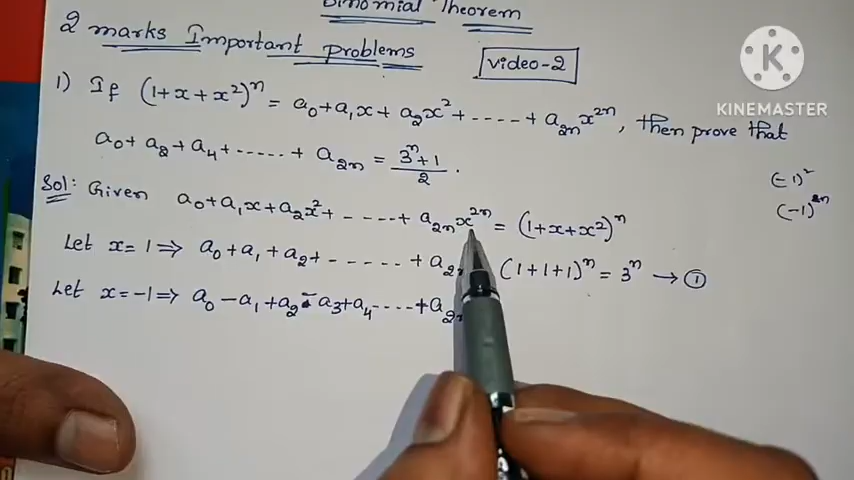 Binomial Theorem
2 marks Important problems
video-2
K
KINEMASTER
1) If (1+x+x²)ⁿ = a₀+a₁x+a₂x²+-----+a₂ₙx²ⁿ, then prove that
a₀+a₂+a₄+-----+a₂ₙ = (3ⁿ+1)/2.
(-1)²
(-1)²ⁿ
Sol: Given a₀+a₁x+a₂x²+-----+a₂ₙx²ⁿ = (1+x+x²)ⁿ
Let x=1 ⇒ a₀+a₁+a₂+------+a₂ₙ (1+1+1)ⁿ = 3ⁿ → ①
Let x=-1 ⇒ a₀-a₁+a₂-a₃+a₄-----+a₂ₙ